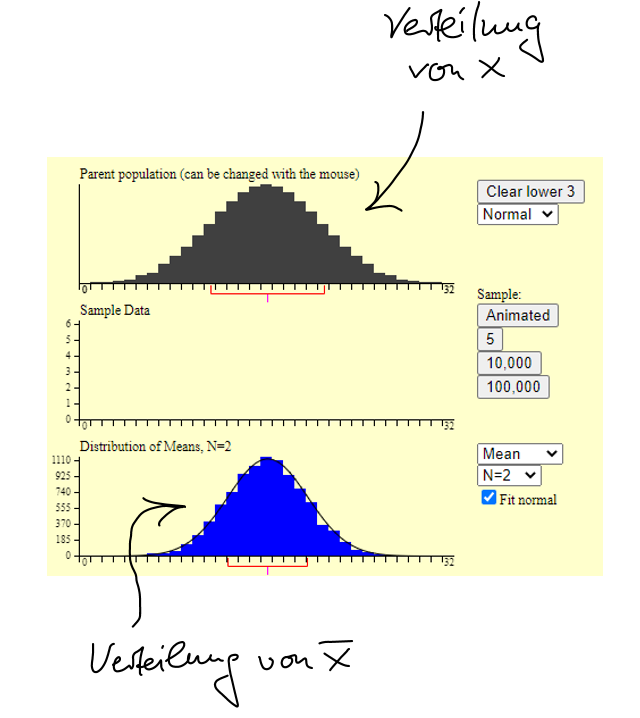 Verteilung
von X
Parent population (can be changed with the mouse)
Clear lower 3
Normal
0 32
Sample:
Sample Data
Animated
6
5
5
4
10,000
3
100,000
2
1
0
0 32
Distribution of Means, N=2
Mean
1110
925
N=2
740
Fit normal
555
370
185
0
0 32
Verteilung von X̅